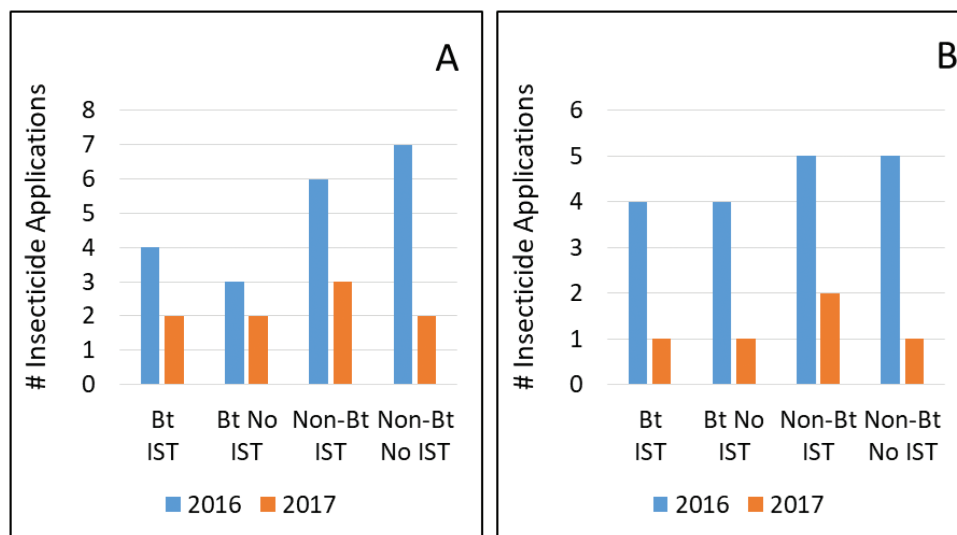 A
# Insecticide Applications
8
7
6
5
4
3
2
1
0
Bt
IST
Bt No
IST
Non-Bt
IST
Non-Bt
No IST
2016
2017
B
# Insecticide Applications
6
5
4
3
2
1
0
Bt
IST
Bt No
IST
Non-Bt
IST
Non-Bt
No IST
2016
2017